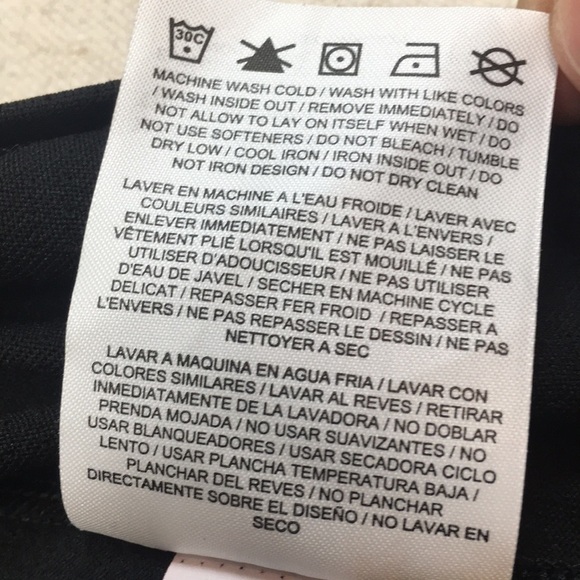 30C
MACHINE WASH COLD / WASH WITH LIKE COLORS
/ WASH INSIDE OUT / REMOVE IMMEDIATELY / DO
NOT ALLOW TO LAY ON ITSELF WHEN WET / DO
NOT USE SOFTENERS / DO NOT BLEACH / TUMBLE
DRY LOW / COOL IRON / IRON INSIDE OUT / DO
NOT IRON DESIGN / DO NOT DRY CLEAN
LAVER EN MACHINE A L'EAU FROIDE / LAVER AVEC
COULEURS SIMILAIRES / LAVER A L'ENVERS /
ENLEVER IMMEDIATEMENT / NE PAS LAISSER LE
VÊTEMENT PLIÉ LORSQU'IL EST MOUILLÉ / NE PAS
UTILISER D'ADOUCISSEUR / NE PAS UTILISER
D'EAU DE JAVEL / SECHER EN MACHINE CYCLE
DELICAT / REPASSER FER FROID / REPASSER A
L'ENVERS / NE PAS REPASSER LE DESSIN / NE PAS
NETTOYER A SEC
LAVAR A MAQUINA EN AGUA FRIA / LAVAR CON
COLORES SIMILARES / LAVAR AL REVES / RETIRAR
INMEDIATAMENTE DE LA LAVADORA / NO DOBLAR
PRENDA MOJADA / NO USAR SUAVIZANTES / NO
USAR BLANQUEADORES / USAR SECADORA CICLO
LENTO / USAR PLANCHA TEMPERATURA BAJA /
PLANCHAR DEL REVES / NO PLANCHAR
DIRECTAMENTE SOBRE EL DISEÑO / NO LAVAR EN
SECO